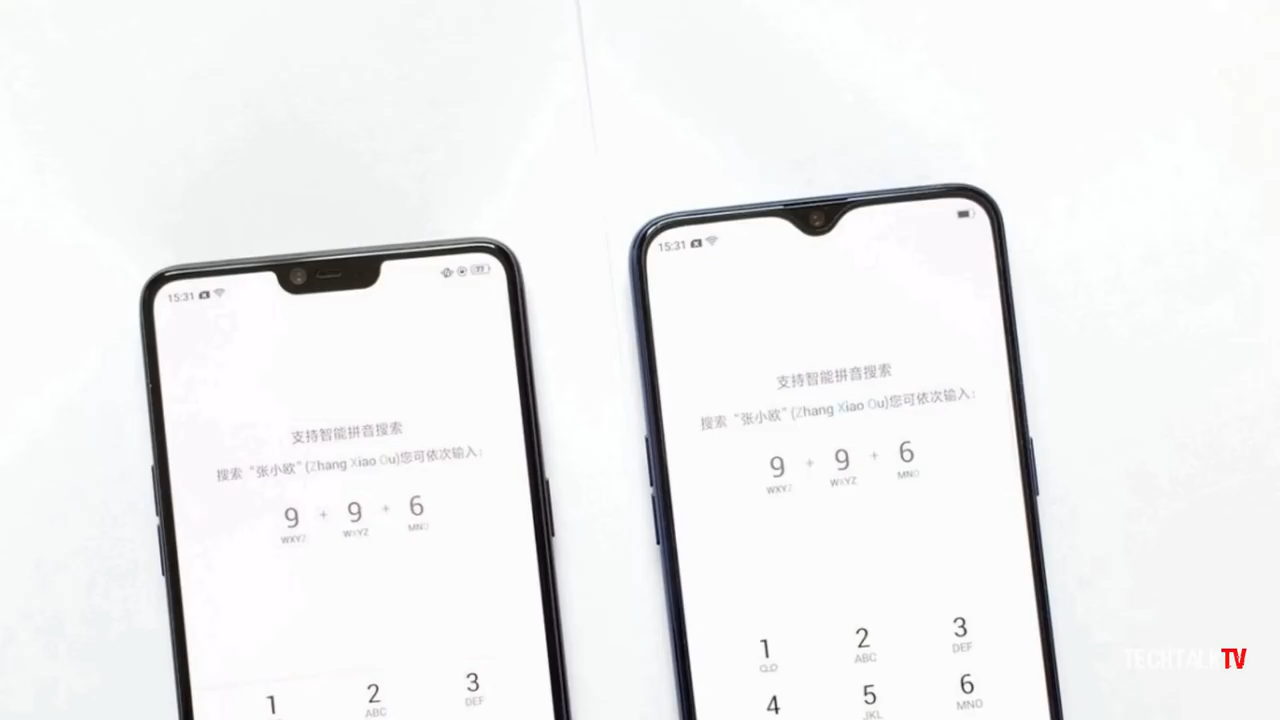 15:31
77
支持智能拼音搜索
搜索“张小欧”(Zhang Xiao Ou)您可依次输入:
9 + 9 + 6
WXYZ WXYZ MNO
1 2 3
ABC DEF
15:31
支持智能拼音搜索
搜索“张小欧”(Zhang Xiao Ou)您可依次输入:
9 + 9 + 6
WXYZ WXYZ MNO
1 2 3
ABC DEF
4 5 6
JKL MNO
TECHTALKTV